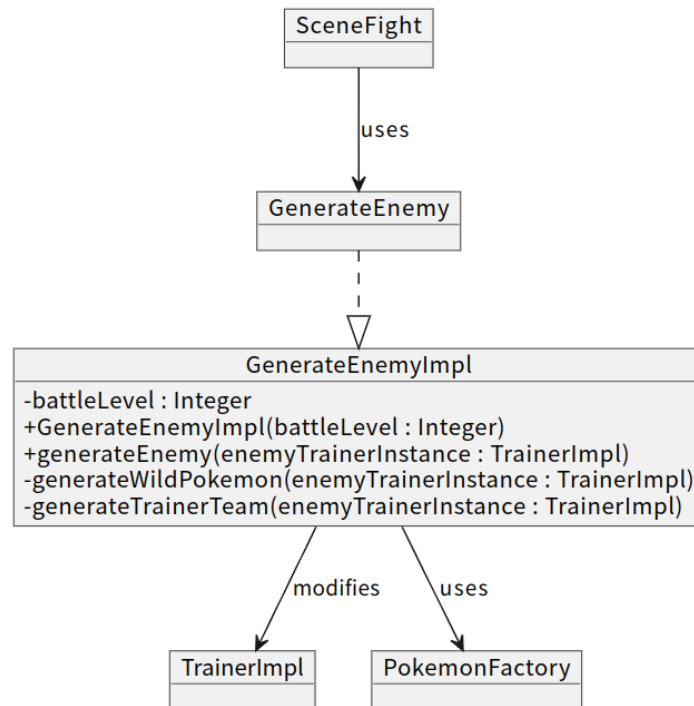 SceneFight
uses
GenerateEnemy
GenerateEnemyImpl
-battleLevel : Integer
+GenerateEnemyImpl(battleLevel : Integer)
+generateEnemy(enemyTrainerInstance : TrainerImpl)
-generateWildPokemon(enemyTrainerInstance : TrainerImpl)
-generateTrainerTeam(enemyTrainerInstance : TrainerImpl)
modifies
uses
TrainerImpl
PokemonFactory